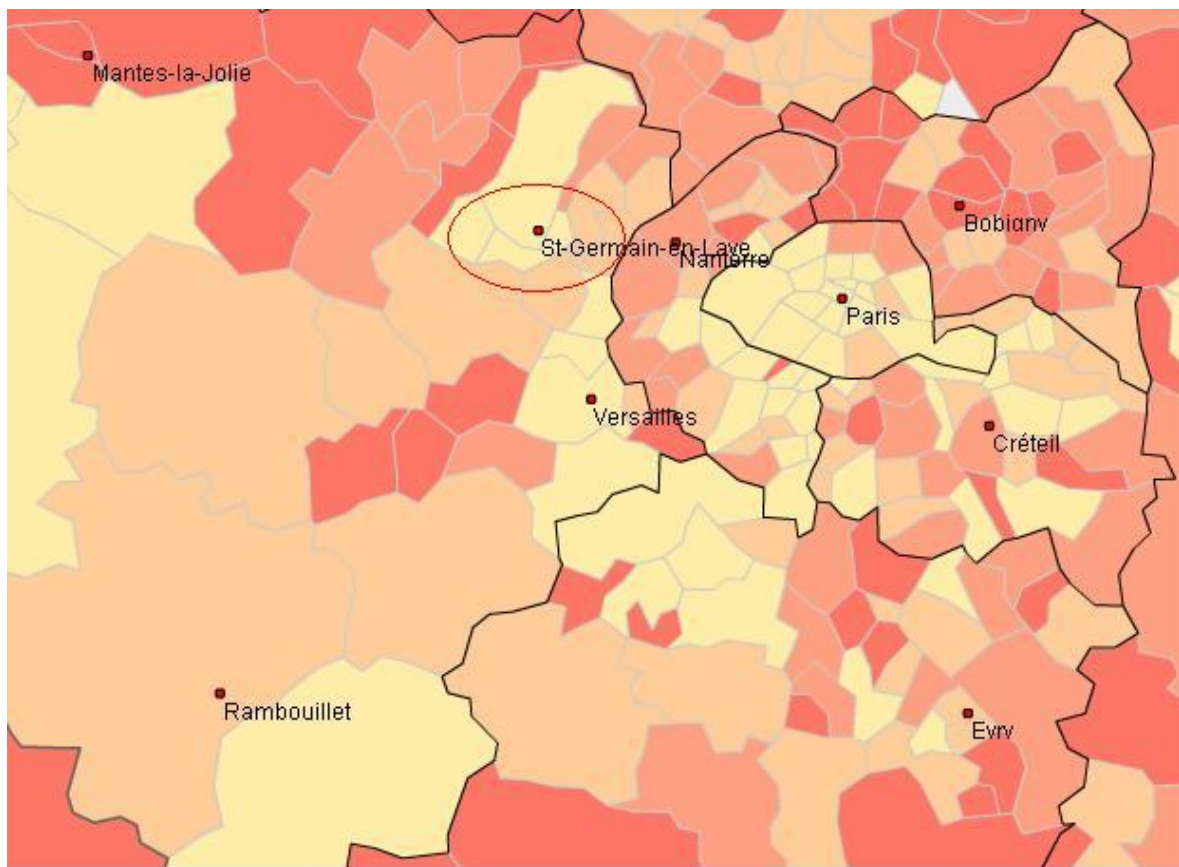 Mantes-la-Jolie
Bobigny
St-Germain-en-Laye
Nanterre
Paris
Versailles
Créteil
Rambouillet
Evry